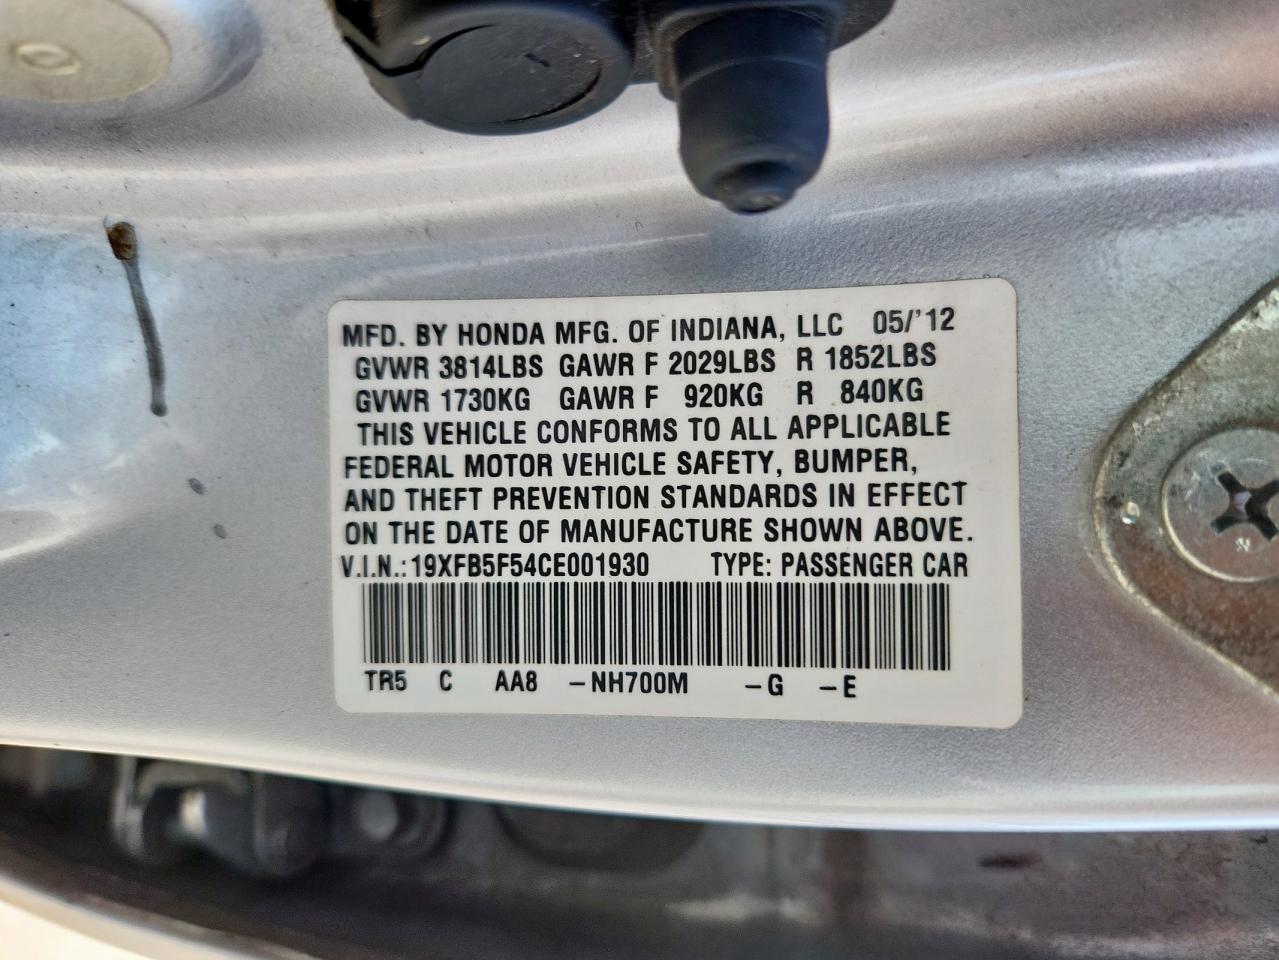 MFD. BY HONDA MFG. OF INDIANA, LLC 05/'12
GVWR 3814LBS GAWR F 2029LBS R 1852LBS
GVWR 1730KG GAWR F 920KG R 840KG
THIS VEHICLE CONFORMS TO ALL APPLICABLE
FEDERAL MOTOR VEHICLE SAFETY, BUMPER,
AND THEFT PREVENTION STANDARDS IN EFFECT
ON THE DATE OF MANUFACTURE SHOWN ABOVE.
V.I.N.: 19XFB5F54CE001930 TYPE: PASSENGER CAR
TR5 C AA8 -NH700M -G -E